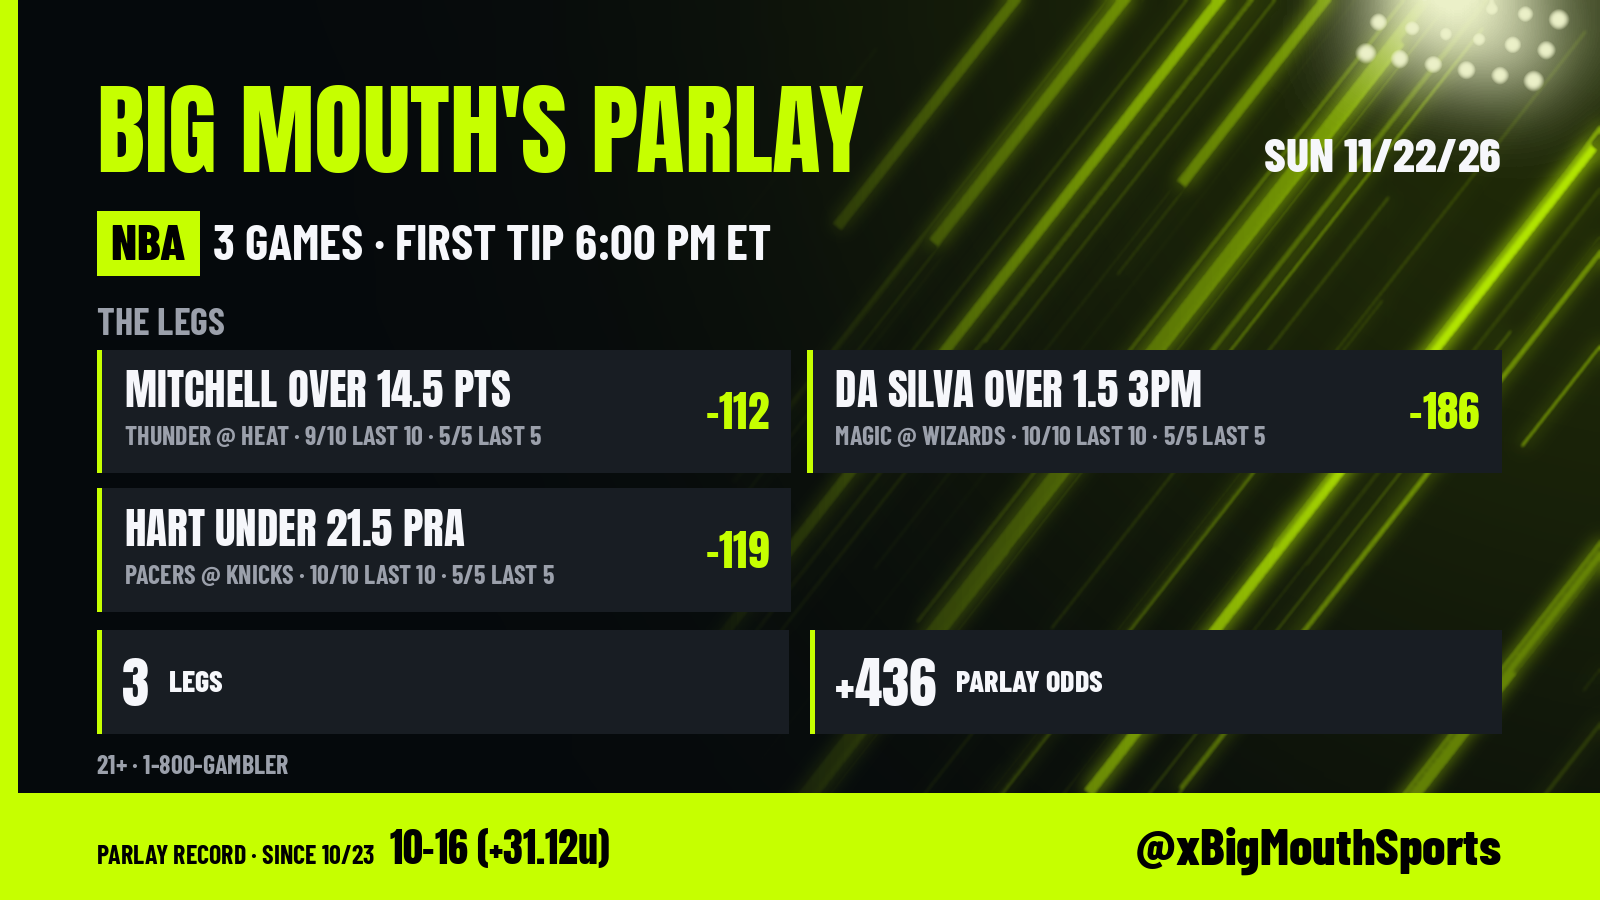 BIG MOUTH'S PARLAY
SUN 11/22/26
NBA 3 GAMES · FIRST TIP 6:00 PM ET
THE LEGS
MITCHELL OVER 14.5 PTS
THUNDER @ HEAT · 9/10 LAST 10 · 5/5 LAST 5
-112
DA SILVA OVER 1.5 3PM
MAGIC @ WIZARDS · 10/10 LAST 10 · 5/5 LAST 5
-186
HART UNDER 21.5 PRA
PACERS @ KNICKS · 10/10 LAST 10 · 5/5 LAST 5
-119
3 LEGS
+436 PARLAY ODDS
21+ · 1-800-GAMBLER
PARLAY RECORD · SINCE 10/23 10-16 (+31.12u)
@xBigMouthSports